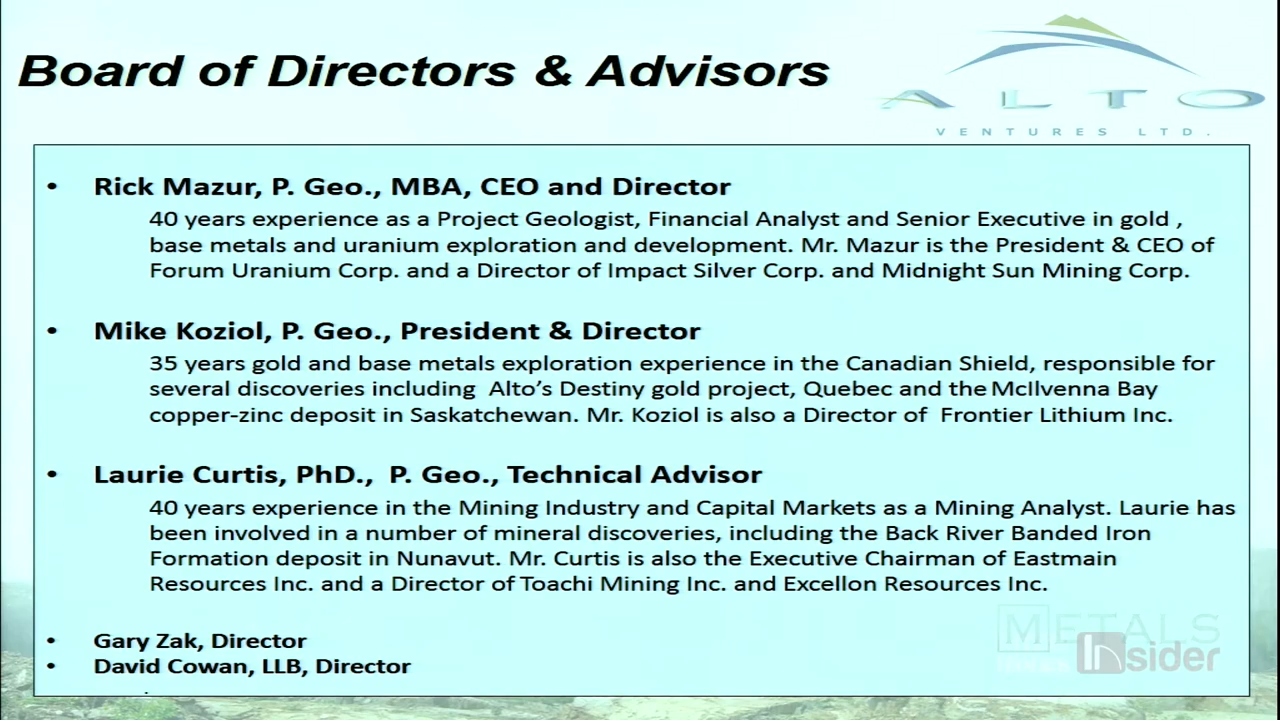 Board of Directors & Advisors
ALTO
VENTURES LTD.
• Rick Mazur, P. Geo., MBA, CEO and Director
40 years experience as a Project Geologist, Financial Analyst and Senior Executive in gold ,
base metals and uranium exploration and development. Mr. Mazur is the President & CEO of
Forum Uranium Corp. and a Director of Impact Silver Corp. and Midnight Sun Mining Corp.
• Mike Koziol, P. Geo., President & Director
35 years gold and base metals exploration experience in the Canadian Shield, responsible for
several discoveries including Alto’s Destiny gold project, Quebec and the McIlvenna Bay
copper-zinc deposit in Saskatchewan. Mr. Koziol is also a Director of Frontier Lithium Inc.
• Laurie Curtis, PhD., P. Geo., Technical Advisor
40 years experience in the Mining Industry and Capital Markets as a Mining Analyst. Laurie has
been involved in a number of mineral discoveries, including the Back River Banded Iron
Formation deposit in Nunavut. Mr. Curtis is also the Executive Chairman of Eastmain
Resources Inc. and a Director of Toachi Mining Inc. and Excellon Resources Inc.
• Gary Zak, Director
• David Cowan, LLB, Director
METALS
INsider